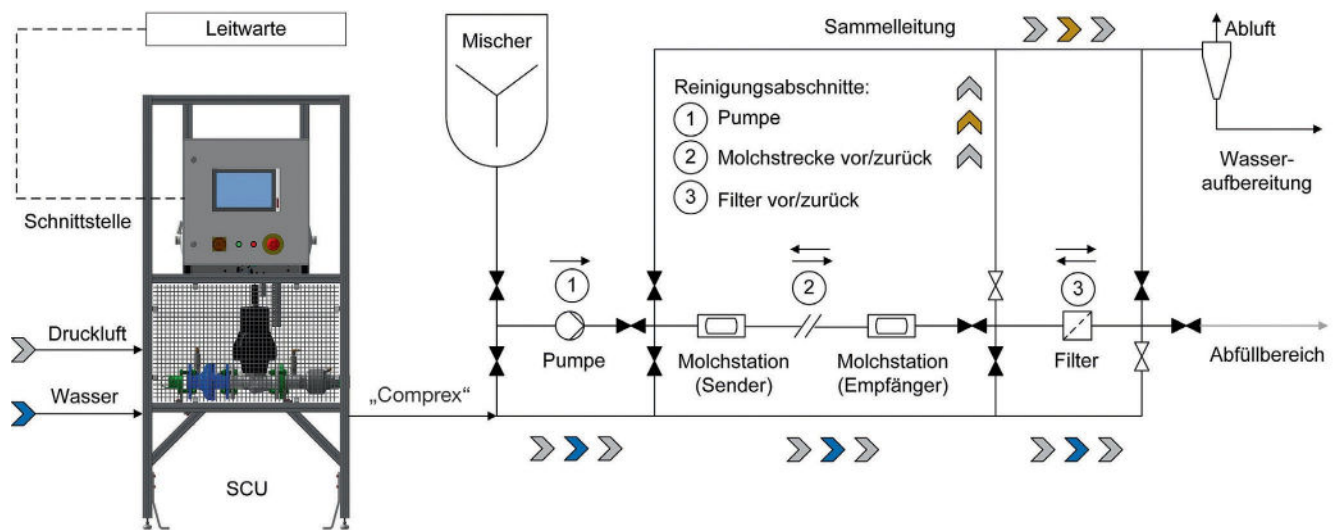 Leitwarte
Schnittstelle
Druckluft
Wasser
SCU
„Comprex“
Mischer
Sammelleitung
Abluft
Wasser-
aufbereitung
Reinigungsabschnitte:
1 Pumpe
2 Molchstrecke vor/zurück
3 Filter vor/zurück
1
2
3
Pumpe
Molchstation
(Sender)
Molchstation
(Empfänger)
Filter
Abfüllbereich